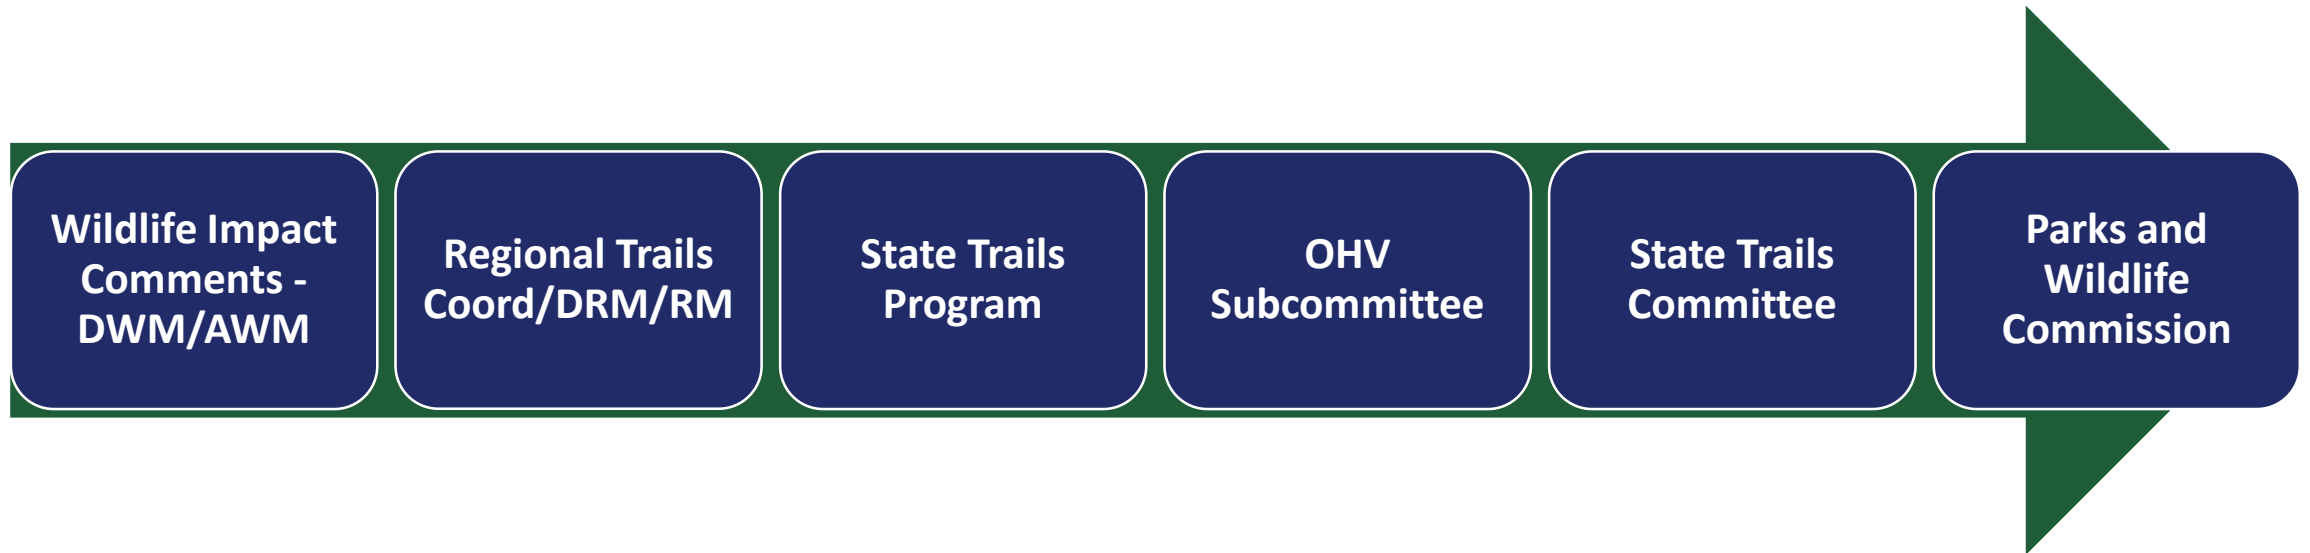 Wildlife Impact
Comments -
DWM/AWM
Regional Trails
Coord/DRM/RM
State Trails
Program
OHV
Subcommittee
State Trails
Committee
Parks and
Wildlife
Commission